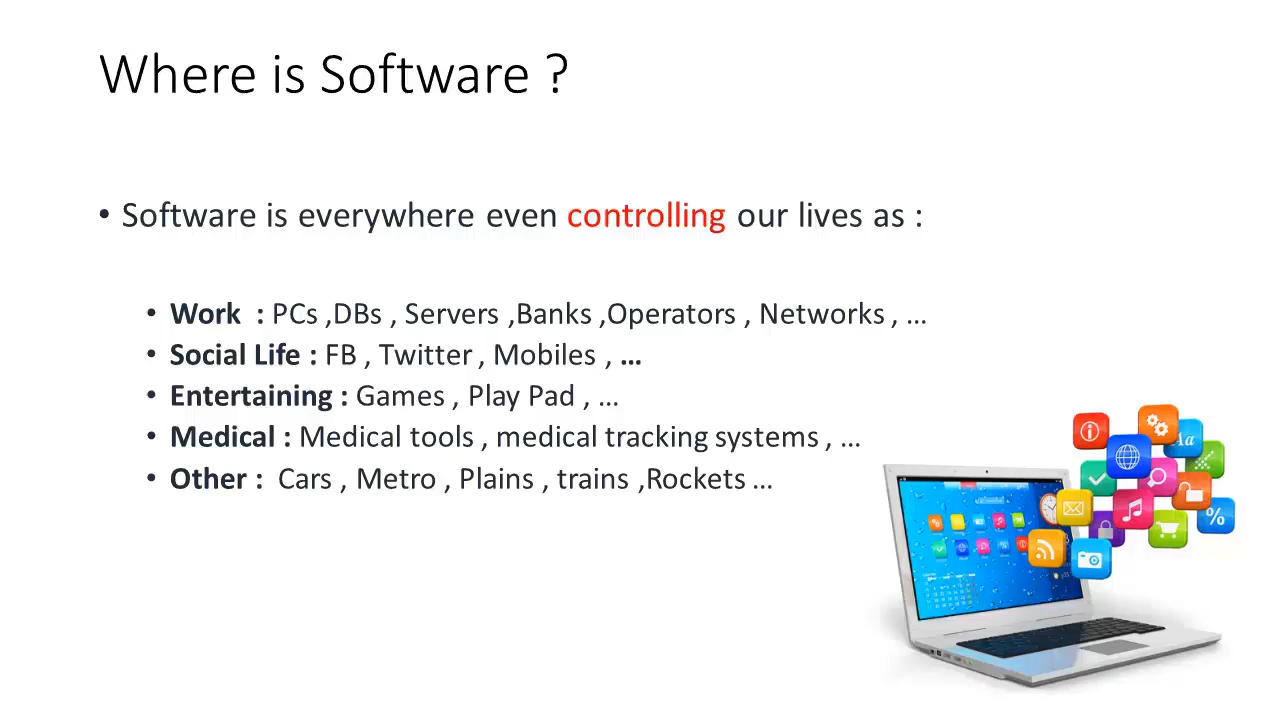 Where is Software ?
• Software is everywhere even controlling our lives as :
• Work : PCs ,DBs , Servers ,Banks ,Operators , Networks , …
• Social Life : FB , Twitter , Mobiles , …
• Entertaining : Games , Play Pad , …
• Medical : Medical tools , medical tracking systems , …
• Other : Cars , Metro , Plains , trains ,Rockets …
Aa
%